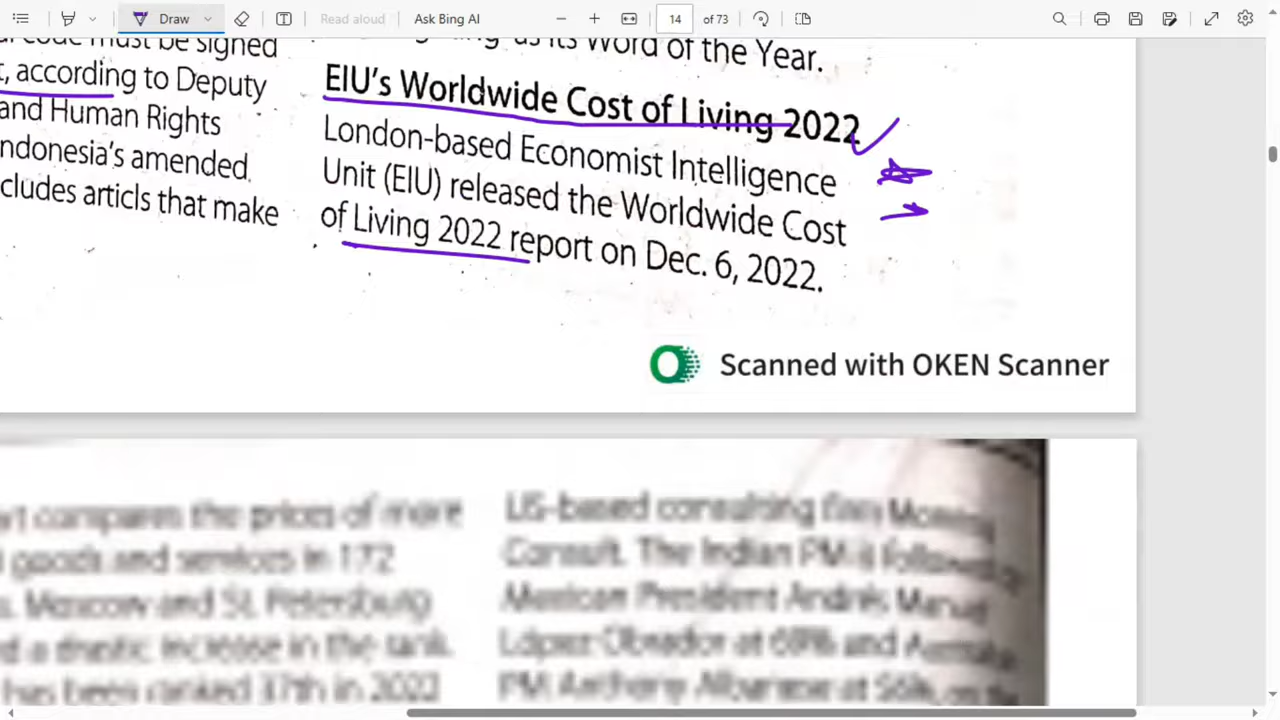 Draw
Read aloud
Ask Bing AI
14
of 73
al code must be signed
t, according to Deputy
and Human Rights
ndonesia's amended
cludes articls that make
as its Word of the Year.
EIU's Worldwide Cost of Living 2022
London-based Economist Intelligence
Unit (EIU) released the Worldwide Cost
of Living 2022 report on Dec. 6, 2022.
Scanned with OKEN Scanner
compares the prices of more
goods and services in 172
Moscow and St. Petersburg
a drastic increase in the rank.
has been ranked 37th in 2022
US-based consulting firm Morning
Consult. The Indian PM is followed
Mexican President Andrés Manuel
López Obrador at 68% and
PM Anthony Albanese at 56%, on the